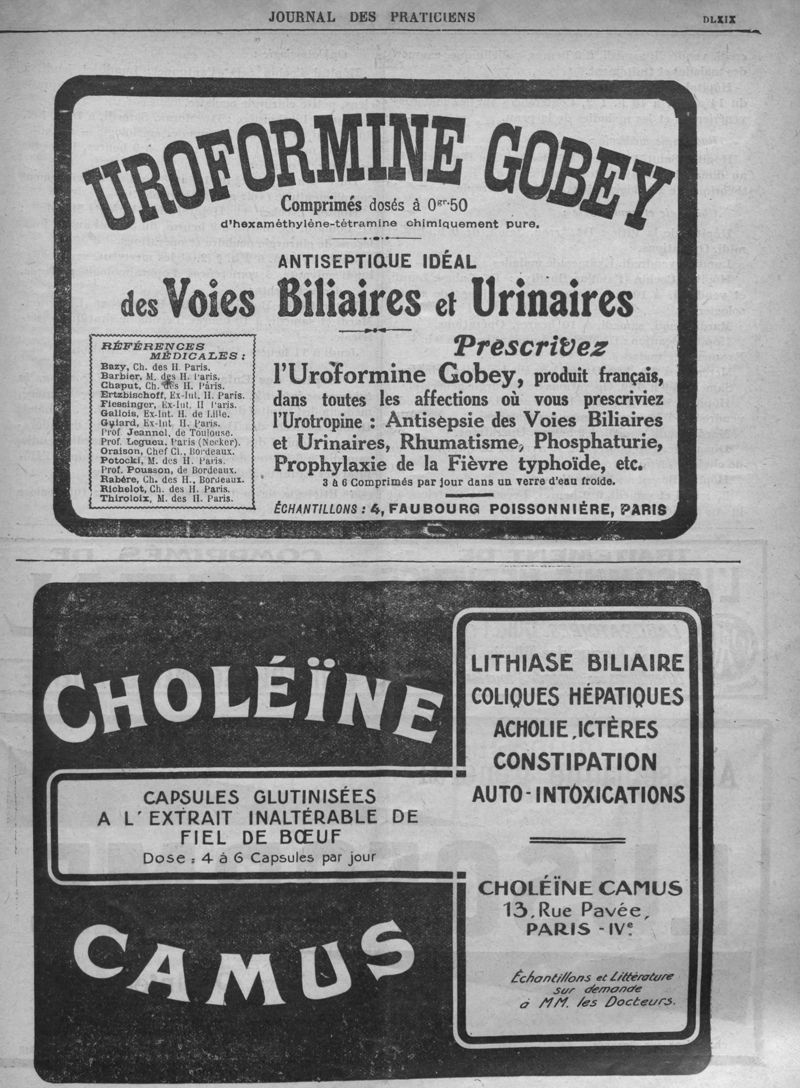 JOURNAL DES PRATICIENS
DLXIX
UROFORMINE GOBEY
Comprimés dosés à 0gr.50
d'hexaméthylène-tétramine chimiquement pure.
ANTISEPTIQUE IDÉAL
des Voies Biliaires et Urinaires
RÉFÉRENCES
MÉDICALES :
Bazy, Ch. des H. Paris.
Barbier, M. des H. Paris.
Chaput, Ch. des H. Paris.
Ertzbischoff, Ex-Int. H. Paris.
Fiessinger, Ex-Int. H Paris.
Gallois, Ex-Int. H. de Lille.
Guiard, Ex-Int. H. Paris.
Prof. Jeannel, de Toulouse.
Prof. Legueu, Paris (Necker).
Oraison, Chef Cl., Bordeaux.
Potocki, M. des H. Paris.
Prof. Pousson, de Bordeaux.
Rabère, Ch. des H., Bordeaux.
Richelot, Ch. des H. Paris.
Thiroloix, M. des H. Paris.
Prescrivez
l'Uroformine Gobey, produit français,
dans toutes les affections où vous prescriviez
l'Urotropine : Antisepsie des Voies Biliaires
et Urinaires, Rhumatisme, Phosphaturie,
Prophylaxie de la Fièvre typhoïde, etc.
3 à 6 Comprimés par jour dans un verre d'eau froide.
ÉCHANTILLONS : 4, FAUBOURG POISSONNIÈRE, PARIS
CHOLÉÏNE
CAPSULES GLUTINISÉES
A L'EXTRAIT INALTÉRABLE DE
FIEL DE BŒUF
Dose : 4 à 6 Capsules par jour
CAMUS
LITHIASE BILIAIRE
COLIQUES HÉPATIQUES
ACHOLIE, ICTÈRES
CONSTIPATION
AUTO-INTOXICATIONS
CHOLÉÏNE CAMUS
13, Rue Pavée,
PARIS - IVe
Échantillons et Littérature
sur demande
à MM. les Docteurs.